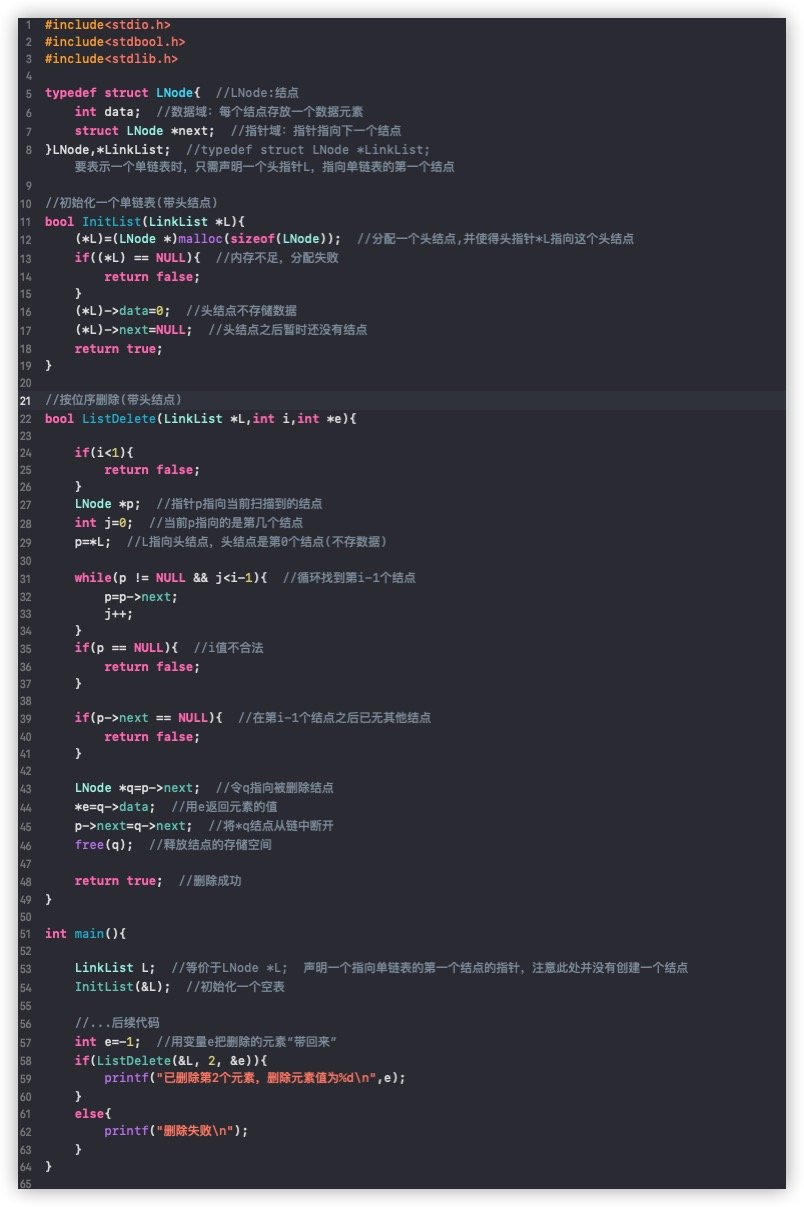 1 #include<stdio.h>
2 #include<stdbool.h>
3 #include<stdlib.h>
4
5 typedef struct LNode{  //LNode:结点
6     int data;  //数据域：每个结点存放一个数据元素
7     struct LNode *next;  //指针域：指针指向下一个结点
8 }LNode,*LinkList;  //typedef struct LNode *LinkList;
    要表示一个单链表时，只需声明一个头指针L，指向单链表的第一个结点
9
10 //初始化一个单链表(带头结点)
11 bool InitList(LinkList *L){
12     (*L)=(LNode *)malloc(sizeof(LNode));  //分配一个头结点,并使得头指针*L指向这个头结点
13     if((*L) == NULL){  //内存不足，分配失败
14         return false;
15     }
16     (*L)->data=0;  //头结点不存储数据
17     (*L)->next=NULL;  //头结点之后暂时还没有结点
18     return true;
19 }
20
21 //按位序删除(带头结点)
22 bool ListDelete(LinkList *L,int i,int *e){
23
24     if(i<1){
25         return false;
26     }
27     LNode *p;  //指针p指向当前扫描到的结点
28     int j=0;  //当前p指向的是第几个结点
29     p=*L;  //L指向头结点，头结点是第0个结点(不存数据)
30
31     while(p != NULL && j<i-1){  //循环找到第i-1个结点
32         p=p->next;
33         j++;
34     }
35     if(p == NULL){  //i值不合法
36         return false;
37     }
38
39     if(p->next == NULL){  //在第i-1个结点之后已无其他结点
40         return false;
41     }
42
43     LNode *q=p->next;  //令q指向被删除结点
44     *e=q->data;  //用e返回元素的值
45     p->next=q->next;  //将*q结点从链中断开
46     free(q);  //释放结点的存储空间
47
48     return true;  //删除成功
49 }
50
51 int main(){
52
53     LinkList L;  //等价于LNode *L;  声明一个指向单链表的第一个结点的指针，注意此处并没有创建一个结点
54     InitList(&L);  //初始化一个空表
55
56     //...后续代码
57     int e=-1;  //用变量e把删除的元素“带回来”
58     if(ListDelete(&L, 2, &e)){
59         printf("已删除第2个元素，删除元素值为%d\n",e);
60     }
61     else{
62         printf("删除失败\n");
63     }
64 }
65